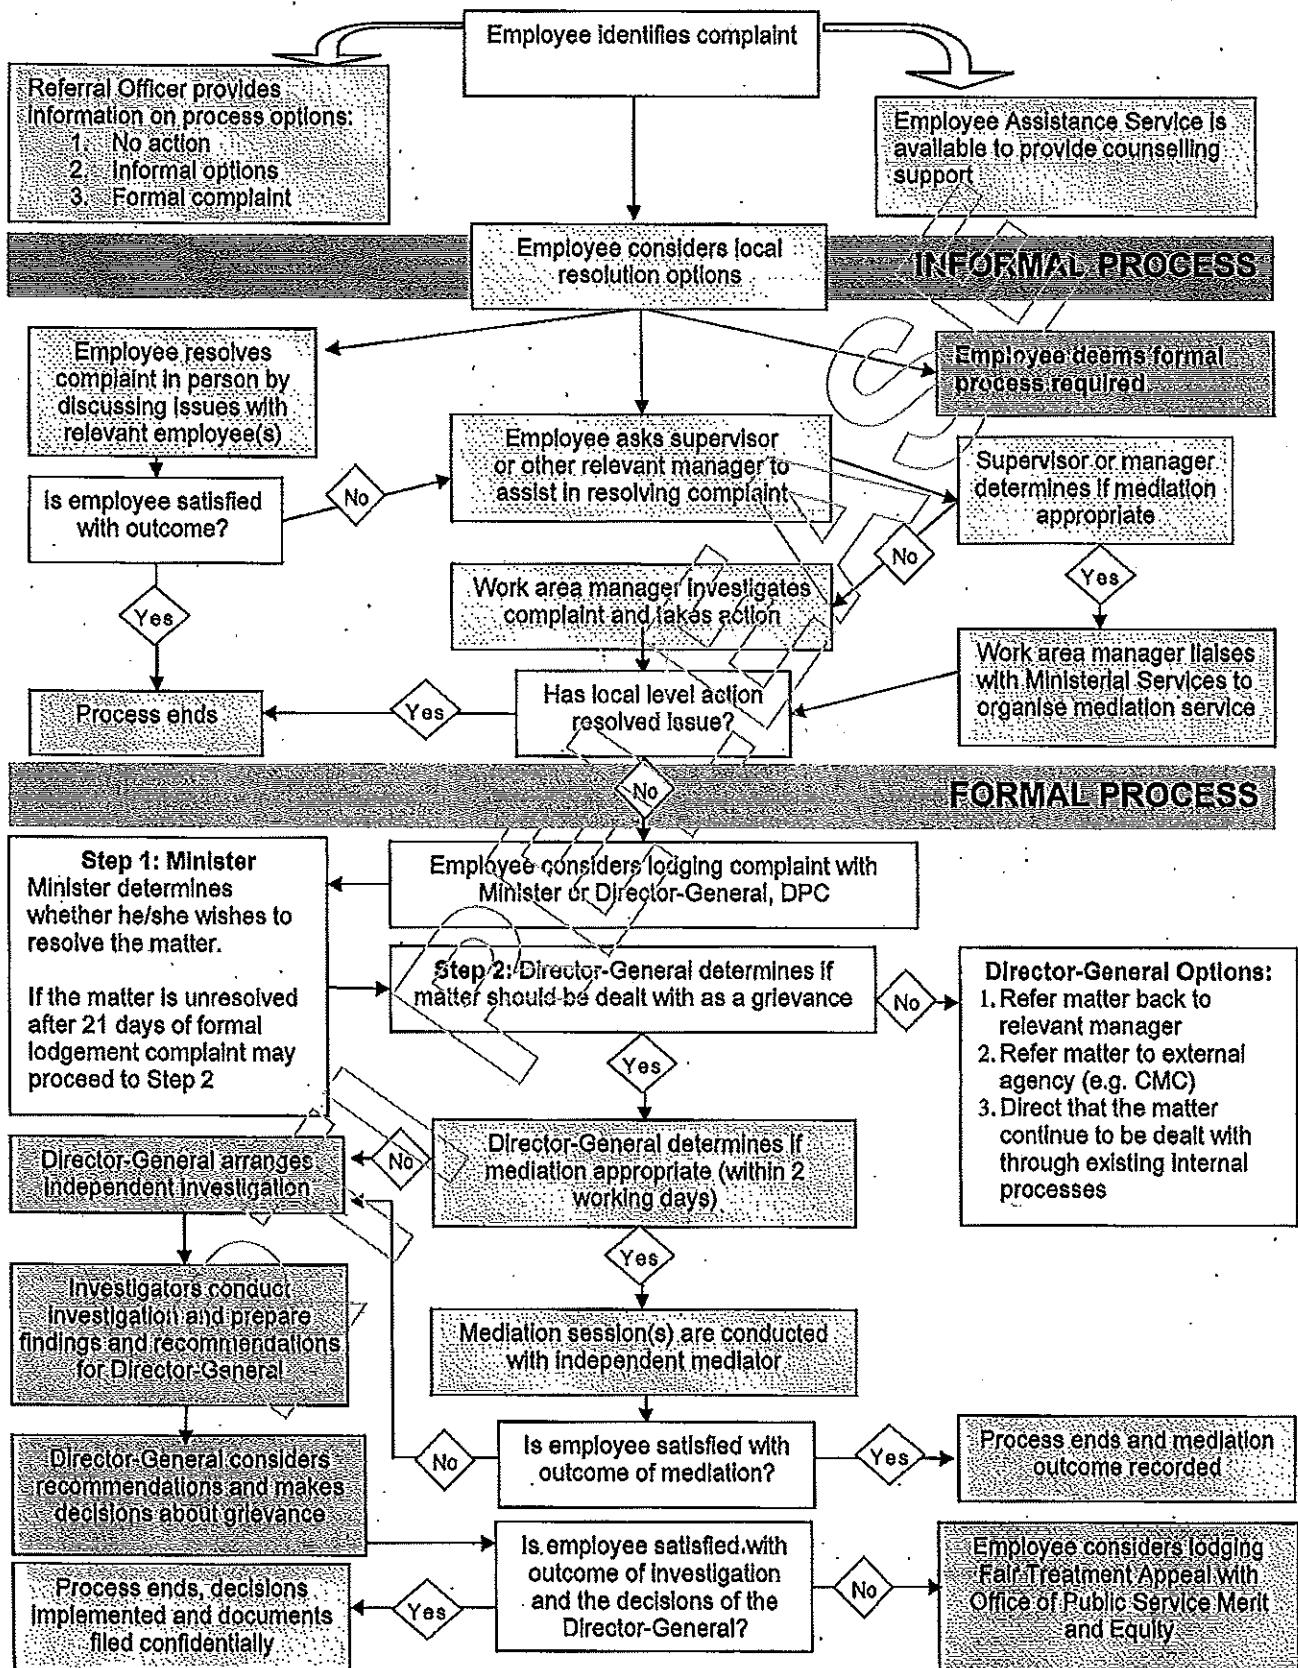 Employee identifies complaint
Referral Officer provides
information on process options:
1. No action
2. Informal options
3. Formal complaint
Employee Assistance Service is
available to provide counselling
support
Employee considers local
resolution options
INFORMAL PROCESS
Employee resolves
complaint in person by
discussing issues with
relevant employee(s)
Employee deems formal
process required.
Employee asks supervisor
or other relevant manager to
assist in resolving complaint
Supervisor or manager
determines if mediation
appropriate
Is employee satisfied
with outcome?
No
No
Yes
Yes
Work area manager investigates
complaint and takes action
Work area manager liaises
with Ministerial Services to
organise mediation service
Process ends
Yes
Has local level action
resolved issue?
No
FORMAL PROCESS
Step 1: Minister
Minister determines
whether he/she wishes to
resolve the matter.
If the matter is unresolved
after 21 days of formal
lodgement complaint may
proceed to Step 2
Employee considers lodging complaint with
Minister or Director-General, DPC
Step 2: Director-General determines if
matter should be dealt with as a grievance
No
Director-General Options:
1. Refer matter back to
relevant manager
2. Refer matter to external
agency (e.g. CMC)
3. Direct that the matter
continue to be dealt with
through existing internal
processes
Yes
Director-General arranges
independent investigation
No
Director-General determines if
mediation appropriate (within 2
working days)
Yes
Investigators conduct
investigation and prepare
findings and recommendations
for Director-General
Mediation session(s) are conducted
with independent mediator
Director-General considers
recommendations and makes
decisions about grievance
No
Is employee satisfied with
outcome of mediation?
Yes
Process ends and mediation
outcome recorded
Process ends, decisions
implemented and documents
filed confidentially
Yes
Is employee satisfied with
outcome of investigation
and the decisions of the
Director-General?
No
Employee considers lodging
Fair Treatment Appeal with
Office of Public Service Merit
and Equity